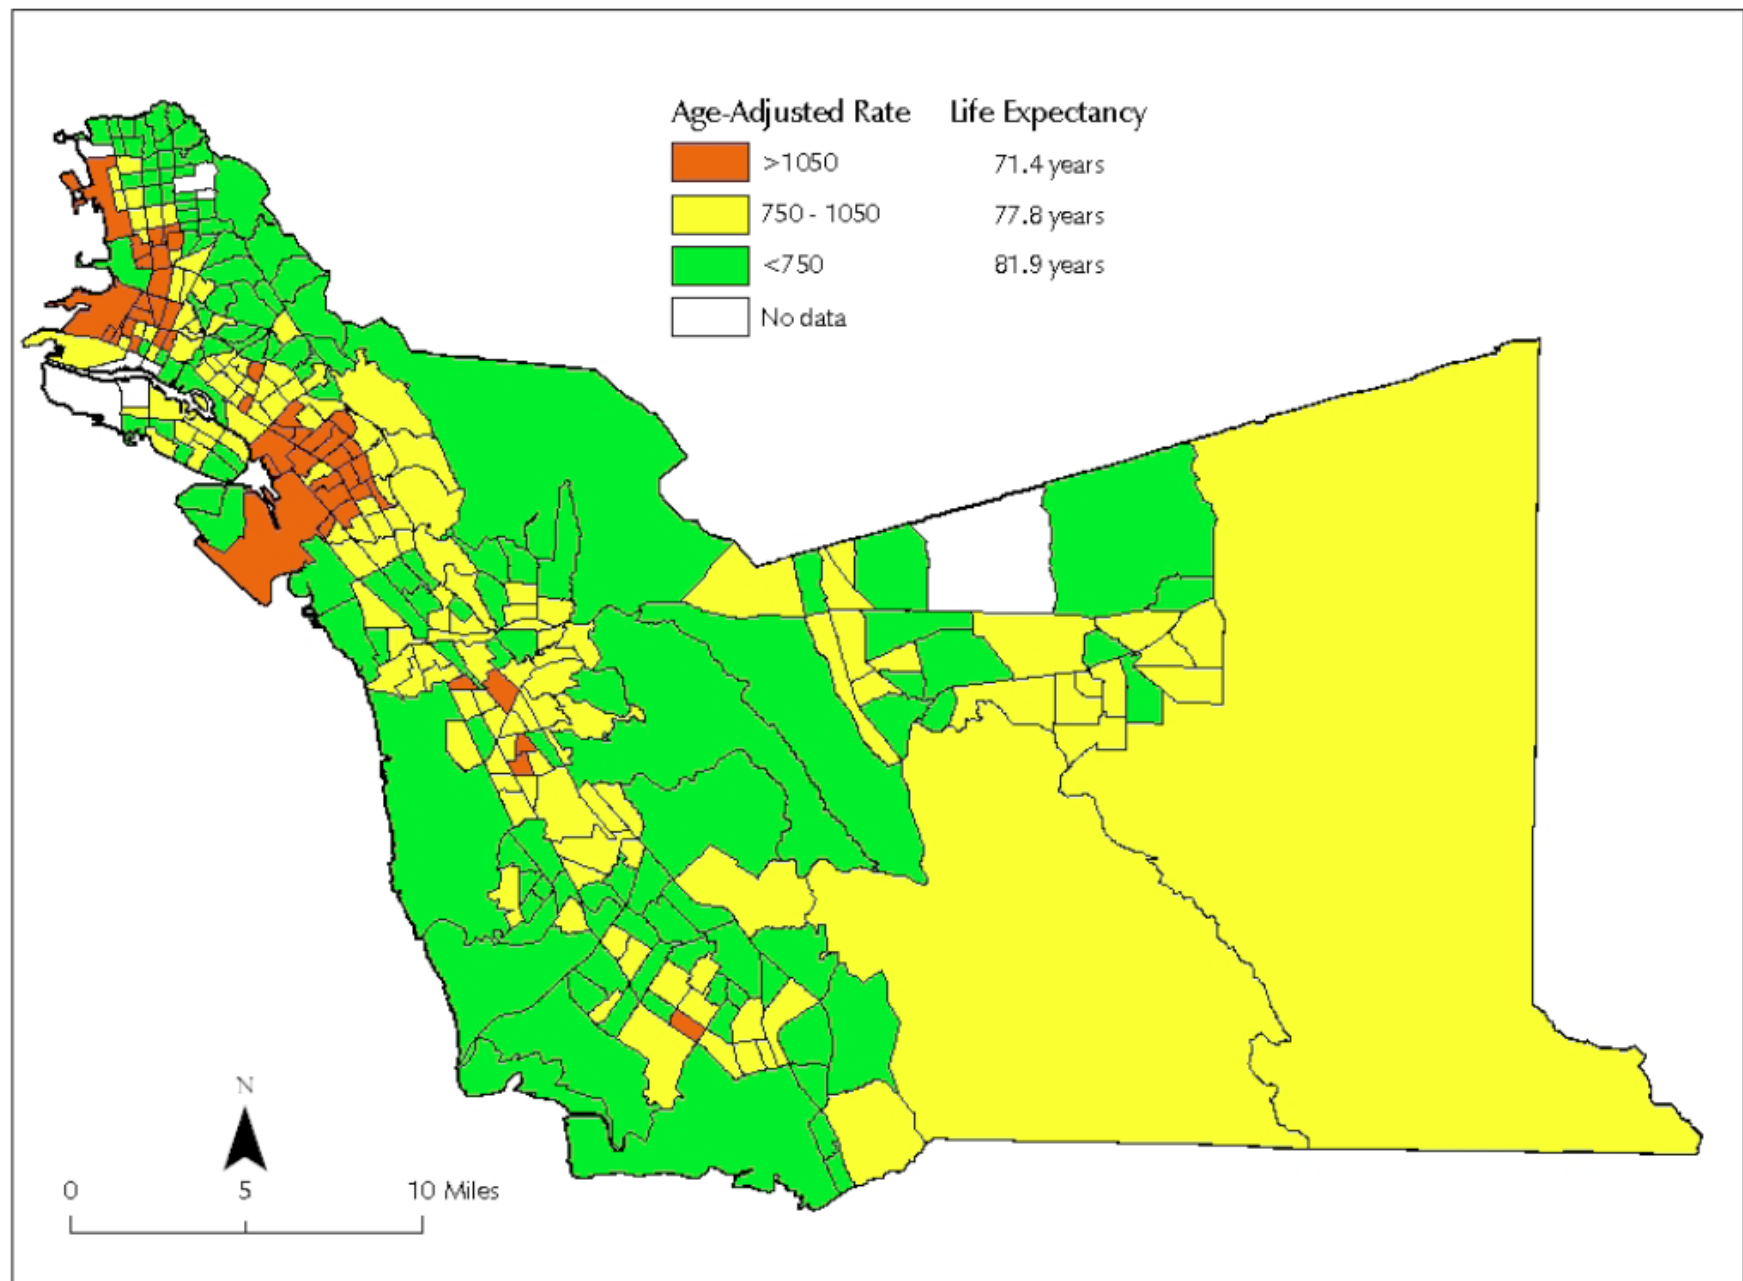 Age-Adjusted Rate Life Expectancy
>1050 71.4 years
750 - 1050 77.8 years
<750 81.9 years
No data
N
0 5 10 Miles